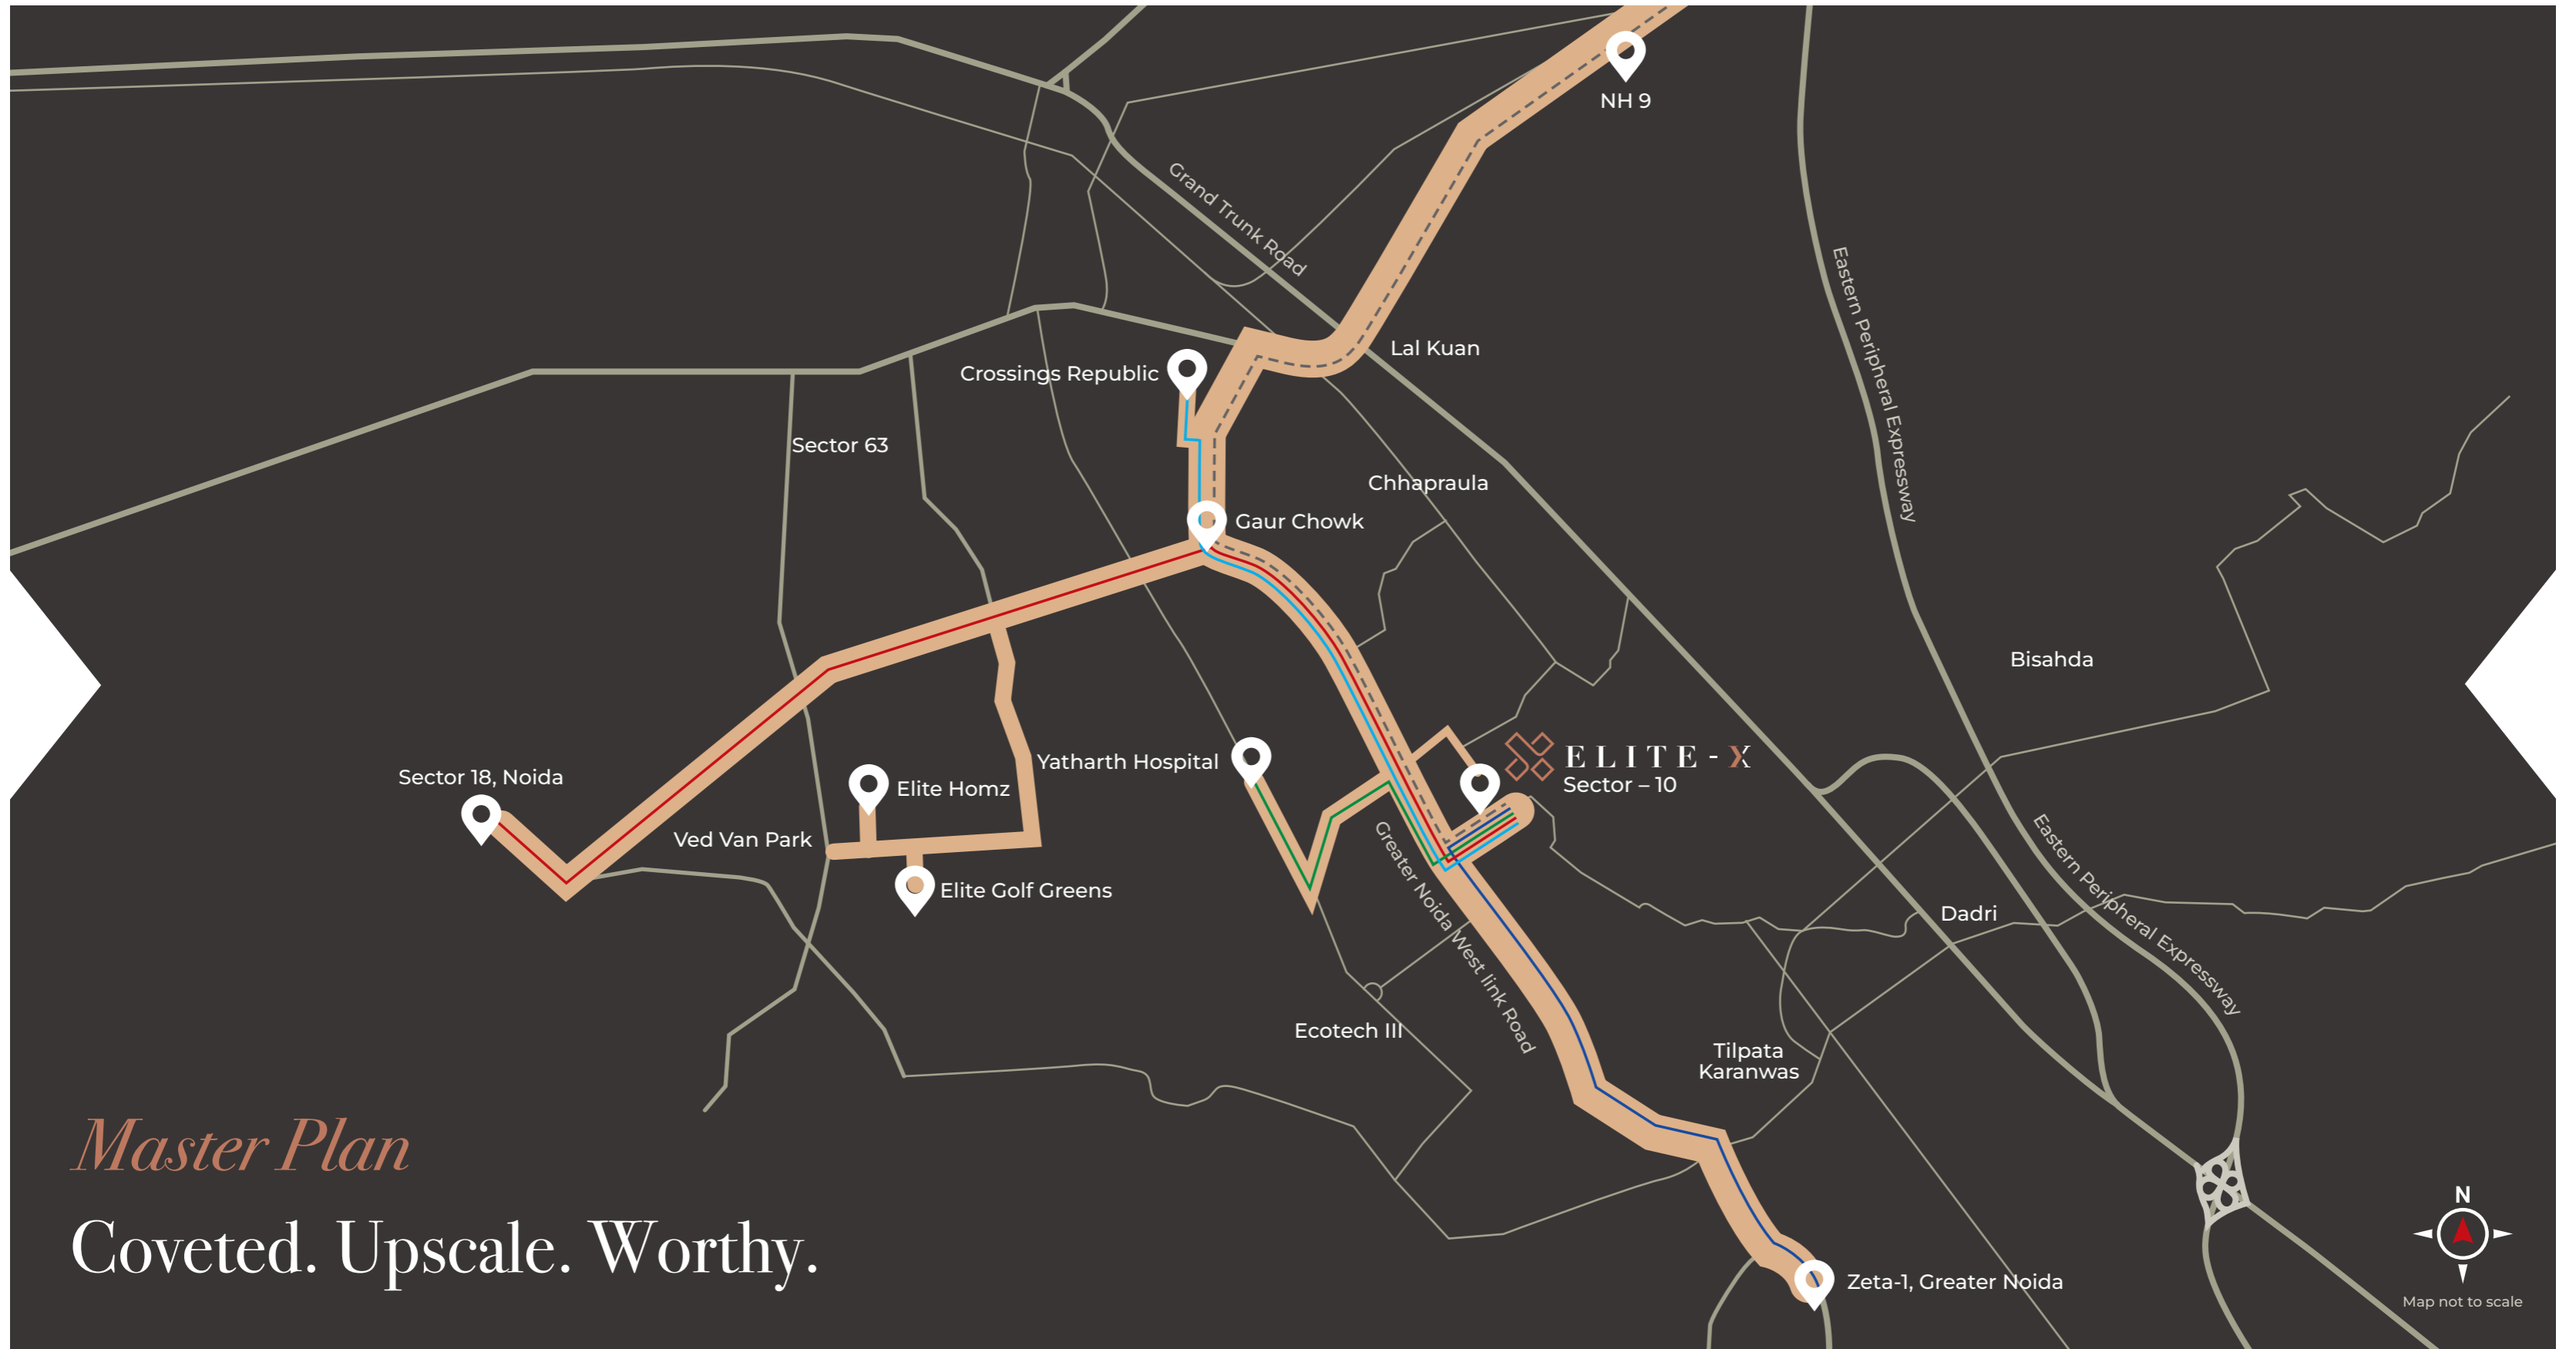 NH 9
Grand Trunk Road
Eastern Peripheral Expressway
Lal Kuan
Crossings Republic
Sector 63
Chhapraula
Gaur Chowk
Bisahda
ELITE-X
Sector – 10
Yatharth Hospital
Sector 18, Noida
Elite Homz
Ved Van Park
Elite Golf Greens
Greater Noida West link Road
Eastern Peripheral Expressway
Dadri
Ecotech III
Tilpata
Karanwas
Master Plan
Coveted. Upscale. Worthy.
N
Zeta-1, Greater Noida
Map not to scale